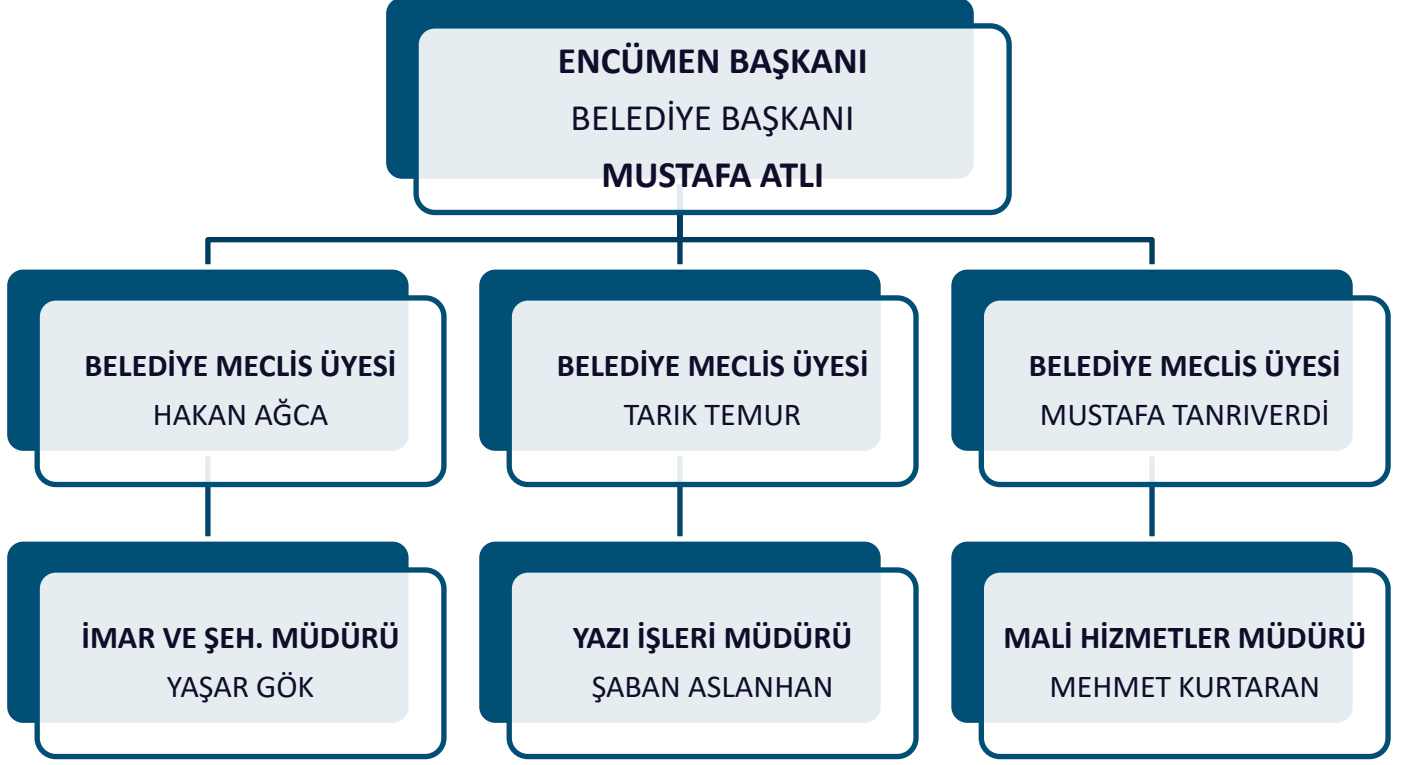 ENCÜMEN BAŞKANI
BELEDİYE BAŞKANI
MUSTAFA ATLI
BELEDİYE MECLİS ÜYESİ
HAKAN AĞCA
BELEDİYE MECLİS ÜYESİ
TARIK TEMUR
BELEDİYE MECLİS ÜYESİ
MUSTAFA TANRIVERDİ
İMAR VE ŞEH. MÜDÜRÜ
YAŞAR GÖK
YAZI İŞLERİ MÜDÜRÜ
ŞABAN ASLANHAN
MALİ HİZMETLER MÜDÜRÜ
MEHMET KURTARAN